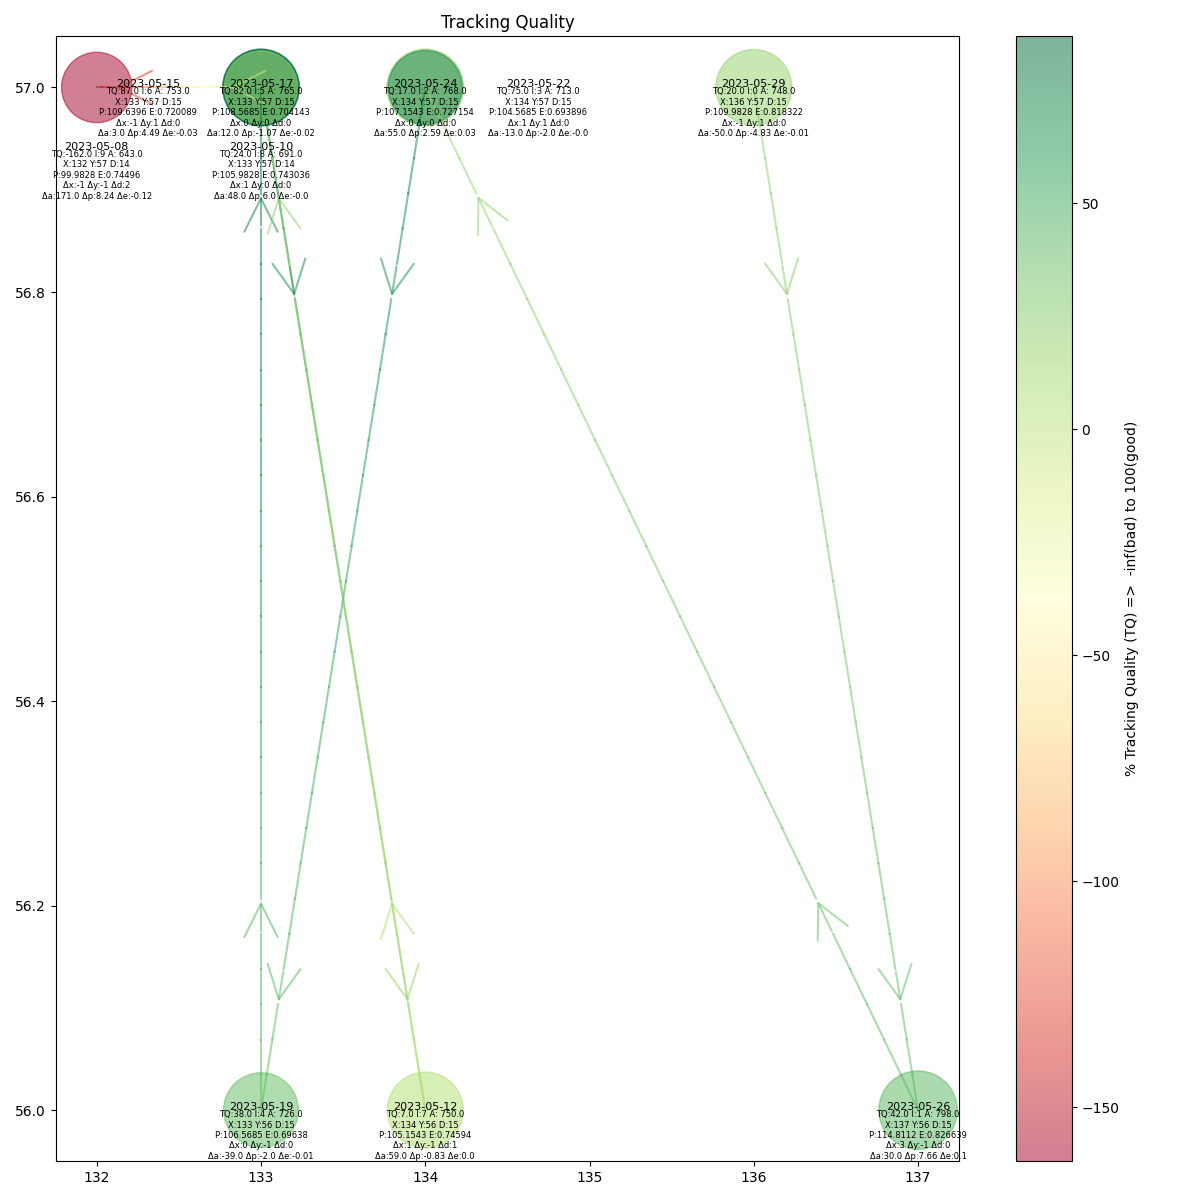 Tracking Quality
57.0
56.8
56.6
56.4
56.2
56.0
132
133
134
135
136
137
2023-05-15
TQ:87.0 I:6 A: 753.0
X:133 Y:57 D:15
P:109.6396 E:0.720089
Δx:-1 Δy:1 Δd:0
Δa:3.0 Δp:4.49 Δe:-0.03
2023-05-17
TQ:82.0 I:5 A: 765.0
X:133 Y:57 D:15
P:108.5685 E:0.704143
Δx:0 Δy:0 Δd:0
Δa:12.0 Δp:-1.07 Δe:-0.02
2023-05-24
TQ:17.0 I:2 A: 768.0
X:134 Y:57 D:15
P:107.1543 E:0.727154
Δx:0 Δy:0 Δd:0
Δa:55.0 Δp:2.59 Δe:0.03
2023-05-22
TQ:75.0 I:3 A: 713.0
X:134 Y:57 D:15
P:104.5685 E:0.693896
Δx:1 Δy:1 Δd:0
Δa:-13.0 Δp:-2.0 Δe:-0.0
2023-05-29
TQ:20.0 I:0 A: 748.0
X:136 Y:57 D:15
P:109.9828 E:0.818322
Δx:-1 Δy:1 Δd:0
Δa:-50.0 Δp:-4.83 Δe:-0.01
2023-05-08
TQ:-162.0 I:9 A: 643.0
X:132 Y:57 D:14
P:99.9828 E:0.74496
Δx:-1 Δy:-1 Δd:2
Δa:171.0 Δp:8.24 Δe:-0.12
2023-05-10
TQ:24.0 I:8 A: 691.0
X:133 Y:57 D:14
P:105.9828 E:0.743036
Δx:1 Δy:0 Δd:0
Δa:48.0 Δp:6.0 Δe:-0.0
2023-05-19
TQ:38.0 I:4 A: 726.0
X:133 Y:56 D:15
P:106.5685 E:0.69638
Δx:0 Δy:-1 Δd:0
Δa:-39.0 Δp:-2.0 Δe:-0.01
2023-05-12
TQ:7.0 I:7 A: 750.0
X:134 Y:56 D:15
P:105.1543 E:0.74594
Δx:1 Δy:-1 Δd:1
Δa:59.0 Δp:-0.83 Δe:0.0
2023-05-26
TQ:42.0 I:1 A: 798.0
X:137 Y:56 D:15
P:114.8112 E:0.826639
Δx:3 Δy:-1 Δd:0
Δa:30.0 Δp:7.66 Δe:0.1
50
0
−50
−100
−150
% Tracking Quality (TQ) => -inf(bad) to 100(good)